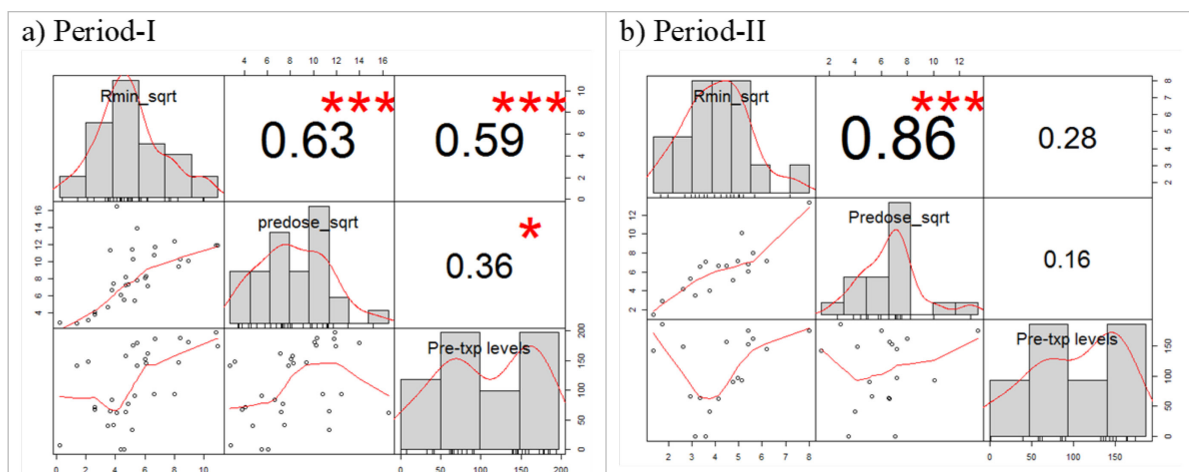 a) Period-I
b) Period-II
4 6 8 10 12 14 16
2 4 6 8 10 12
Rmin_sqrt
***
0.63
***
0.59
0 2 4 6 8 10
Rmin_sqrt
***
0.86
0.28
2 3 4 5 6 7 8
4 6 8 10 12 14 16
predose_sqrt
*
0.36
2 4 6 8 10 12
Predose_sqrt
0.16
Pre-txp levels
0 50 100 150 200
Pre-txp levels
0 50 100 150
0 2 4 6 8 10
0 50 100 150 200
1 2 3 4 5 6 7 8
0 50 100 150